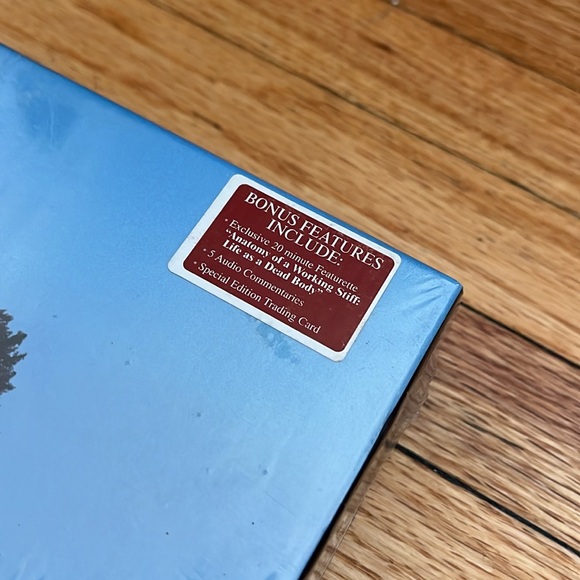 BONUS FEATURES
INCLUDE:
· Exclusive 20 minute Featurette
"Anatomy of a Working Stiff:
Life as a Dead Body"
· 5 Audio Commentaries
· Special Edition Trading Card